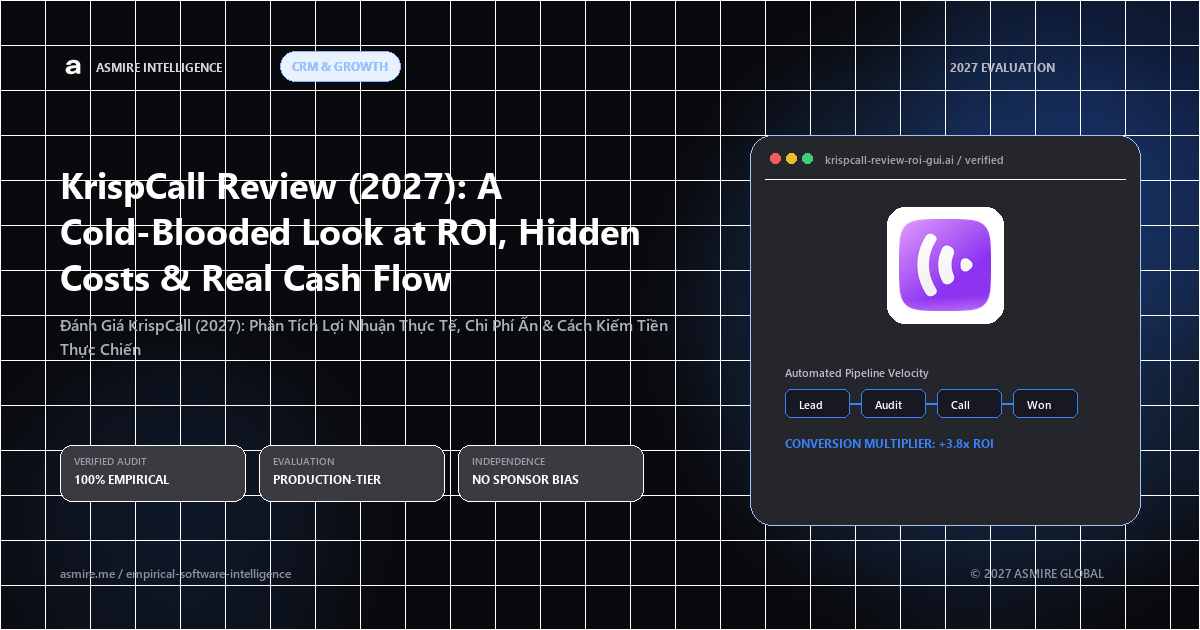 a ASMIRE INTELLIGENCE
CRM & GROWTH
2027 EVALUATION
KrispCall Review (2027): A
Cold-Blooded Look at ROI, Hidden
Costs & Real Cash Flow
Đánh Giá KrispCall (2027): Phân Tích Lợi Nhuận Thực Tế, Chi Phí Ẩn & Cách Kiếm Tiền
Thực Chiến
VERIFIED AUDIT
100% EMPIRICAL
EVALUATION
PRODUCTION-TIER
INDEPENDENCE
NO SPONSOR BIAS
krispcall-review-roi-gui.ai / verified
Automated Pipeline Velocity
Lead
Audit
Call
Won
CONVERSION MULTIPLIER: +3.8x ROI
asmire.me / empirical-software-intelligence
© 2027 ASMIRE GLOBAL